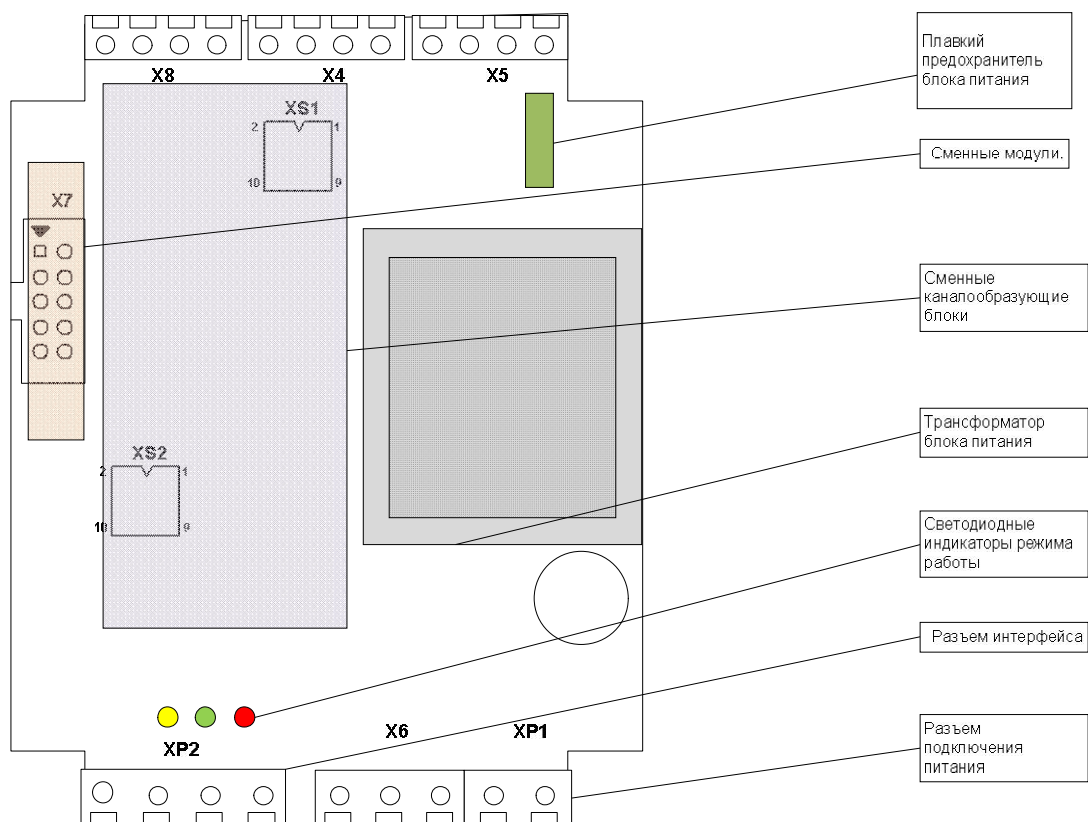 X8 X4 X5
Плавкий
предохранитель
блока питания
XS1
2 1
10 9
Сменные модули.
X7
Сменные
каналообразующие
блоки
Трансформатор
блока питания
XS2
2 1
10 9
Светодиодные
индикаторы режима
работы
Разъем интерфейса
XP2 X6 XP1
Разъем
подключения
питания